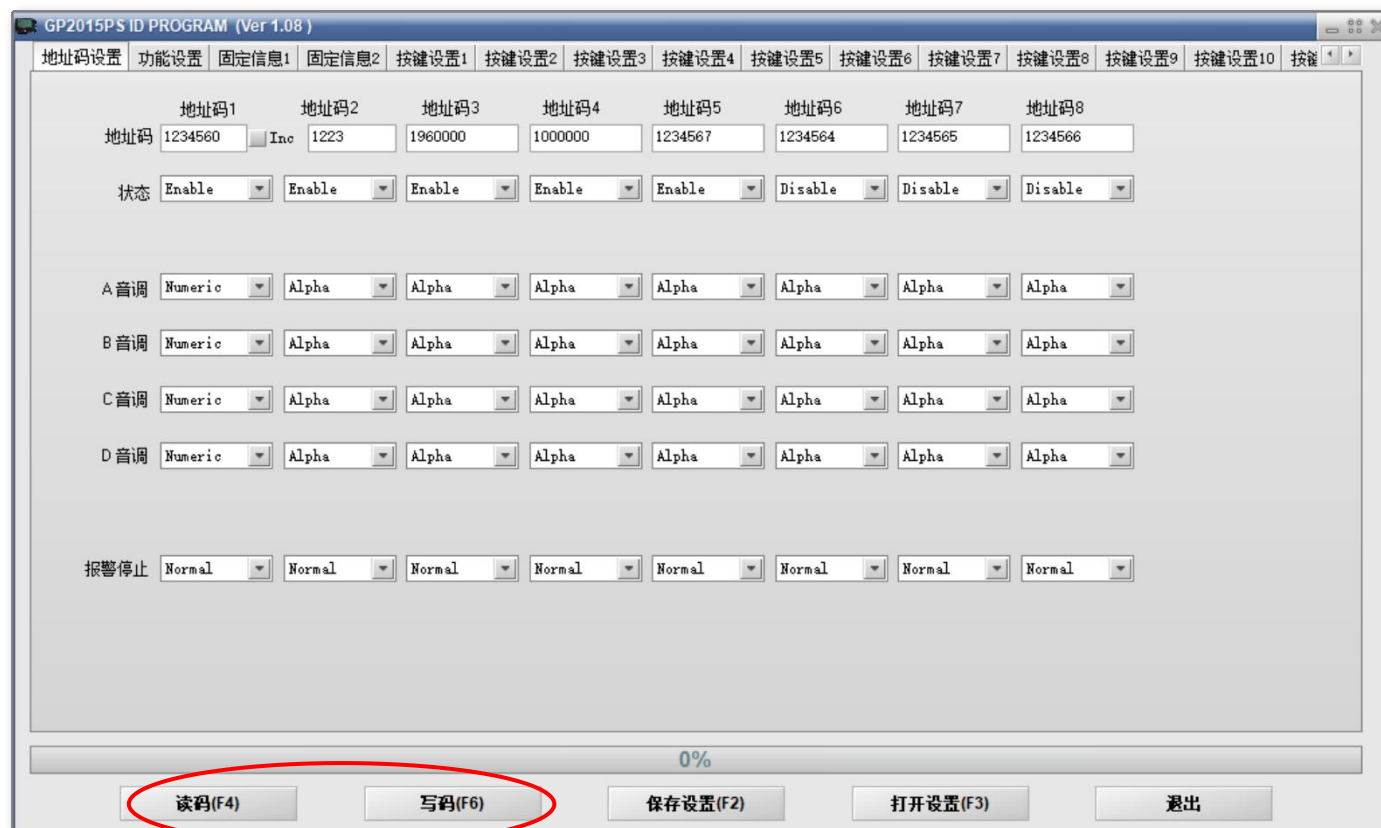 GP2015PS ID PROGRAM (Ver 1.08 )
地址码设置 功能设置 固定信息1 固定信息2 按键设置1 按键设置2 按键设置3 按键设置4 按键设置5 按键设置6 按键设置7 按键设置8 按键设置9 按键设置10
地址码1 地址码2 地址码3 地址码4 地址码5 地址码6 地址码7 地址码8
地址码 1234560 Inc 1223 1960000 1000000 1234567 1234564 1234565 1234566
状态 Enable Enable Enable Enable Enable Disable Disable Disable
A音调 Numeric Alpha Alpha Alpha Alpha Alpha Alpha Alpha
B音调 Numeric Alpha Alpha Alpha Alpha Alpha Alpha Alpha
C音调 Numeric Alpha Alpha Alpha Alpha Alpha Alpha Alpha
D音调 Numeric Alpha Alpha Alpha Alpha Alpha Alpha Alpha
报警停止 Normal Normal Normal Normal Normal Normal Normal Normal
0%
读码(F4) 写码(F6) 保存设置(F2) 打开设置(F3) 退出